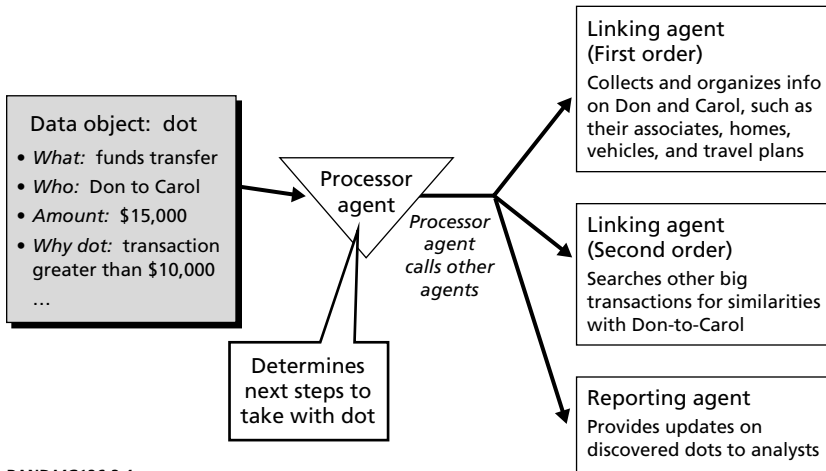 Data object: dot
• What: funds transfer
• Who: Don to Carol
• Amount: $15,000
• Why dot: transaction
greater than $10,000
…
Processor
agent
Determines
next steps to
take with dot
Processor
agent
calls other
agents
Linking agent
(First order)
Collects and organizes info
on Don and Carol, such as
their associates, homes,
vehicles, and travel plans
Linking agent
(Second order)
Searches other big
transactions for similarities
with Don-to-Carol
Reporting agent
Provides updates on
discovered dots to analysts